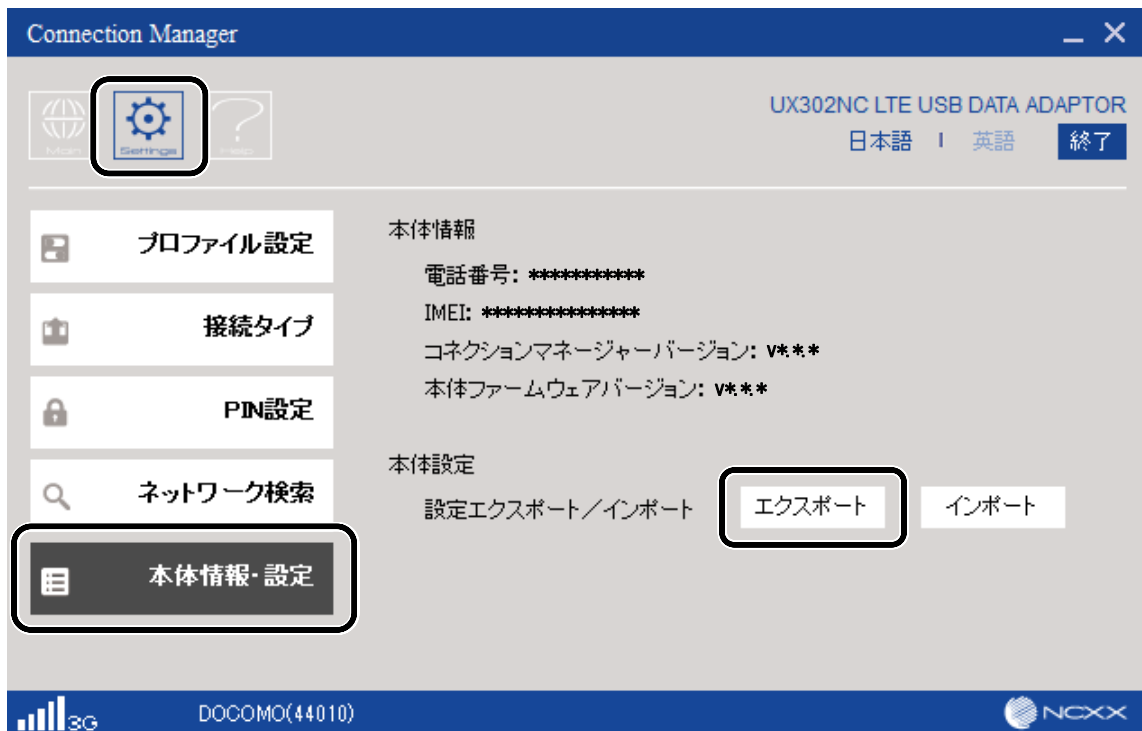 Connection Manager
Main
Settings
Help
UX302NC LTE USB DATA ADAPTOR
日本語 | 英語 終了
プロファイル設定
接続タイプ
PIN設定
ネットワーク検索
本体情報・設定
本体情報
電話番号: ***********
IMEI: ***************
コネクションマネージャーバージョン: v*.*.*
本体ファームウェアバージョン: v*.*.*
本体設定
設定エクスポート/インポート エクスポート インポート
3G DOCOMO(44010) NCXX